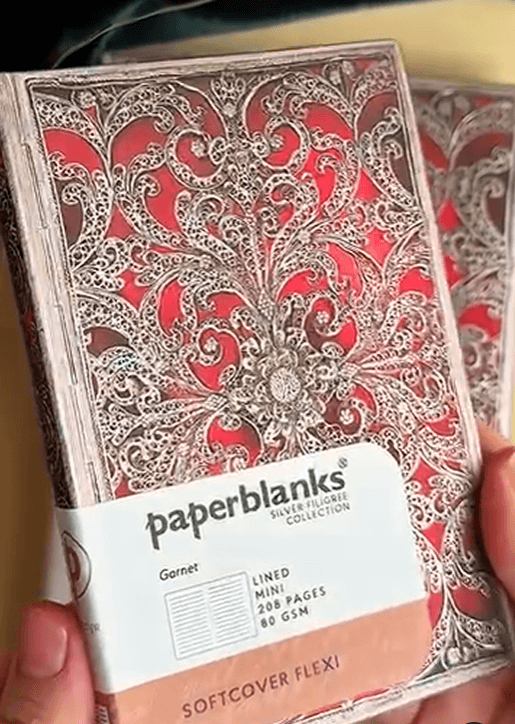 paperblanks®
SILVER FILIGREE
COLLECTION
Garnet
LINED
MINI
208 PAGES
80 GSM
SOFTCOVER FLEXI